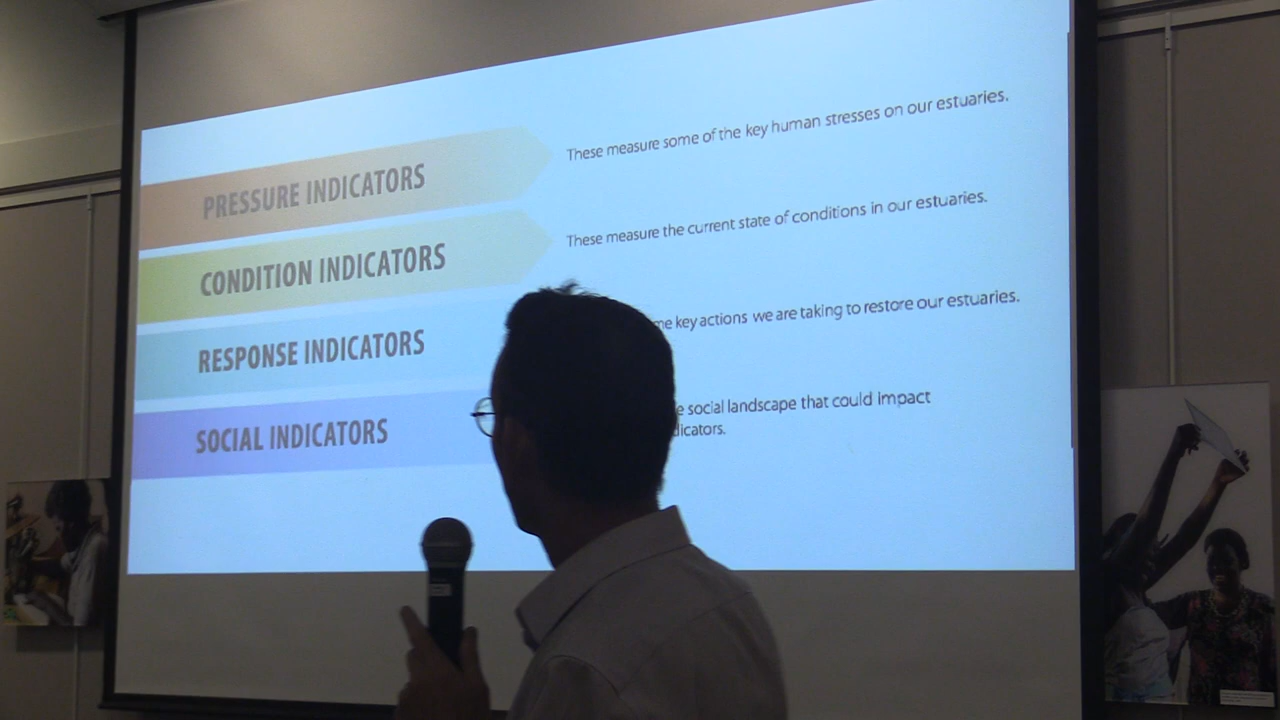 PRESSURE INDICATORS
These measure some of the key human stresses on our estuaries.
CONDITION INDICATORS
These measure the current state of conditions in our estuaries.
RESPONSE INDICATORS
key actions we are taking to restore our estuaries.
SOCIAL INDICATORS
social landscape that could impact